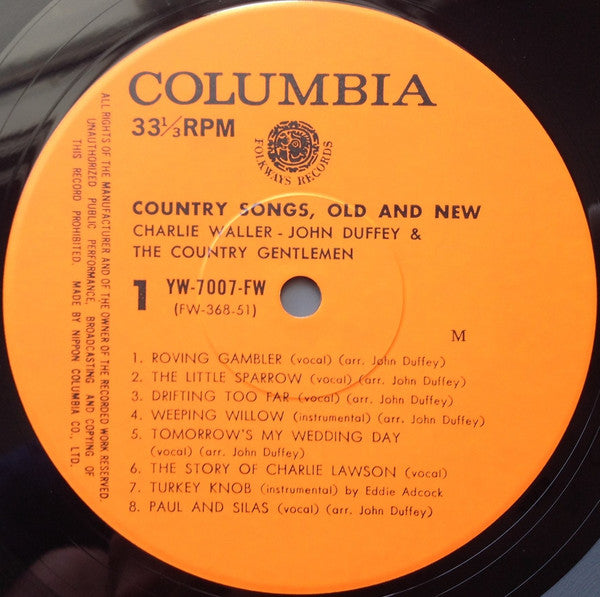 COLUMBIA
33⅓RPM
FOLKWAYS RECORDS
COUNTRY SONGS, OLD AND NEW
CHARLIE WALLER - JOHN DUFFEY &
THE COUNTRY GENTLEMEN
1 YW-7007-FW
(FW-368-51)
M
1. ROVING GAMBLER (vocal) (arr. John Duffey)
2. THE LITTLE SPARROW (vocal) (arr. John Duffey)
3. DRIFTING TOO FAR (vocal) (arr. John Duffey)
4. WEEPING WILLOW (instrumental) (arr. John Duffey)
5. TOMORROW'S MY WEDDING DAY
(vocal) (arr. John Duffey)
6. THE STORY OF CHARLIE LAWSON (vocal)
7. TURKEY KNOB (instrumental) by Eddie Adcock
8. PAUL AND SILAS (vocal) (arr. John Duffey)
ALL RIGHTS OF THE MANUFACTURER AND OF THE OWNER OF THE RECORDED WORK RESERVED.
UNAUTHORIZED PUBLIC PERFORMANCE, BROADCASTING AND COPYING OF
THIS RECORD PROHIBITED. MADE BY NIPPON COLUMBIA CO., LTD.